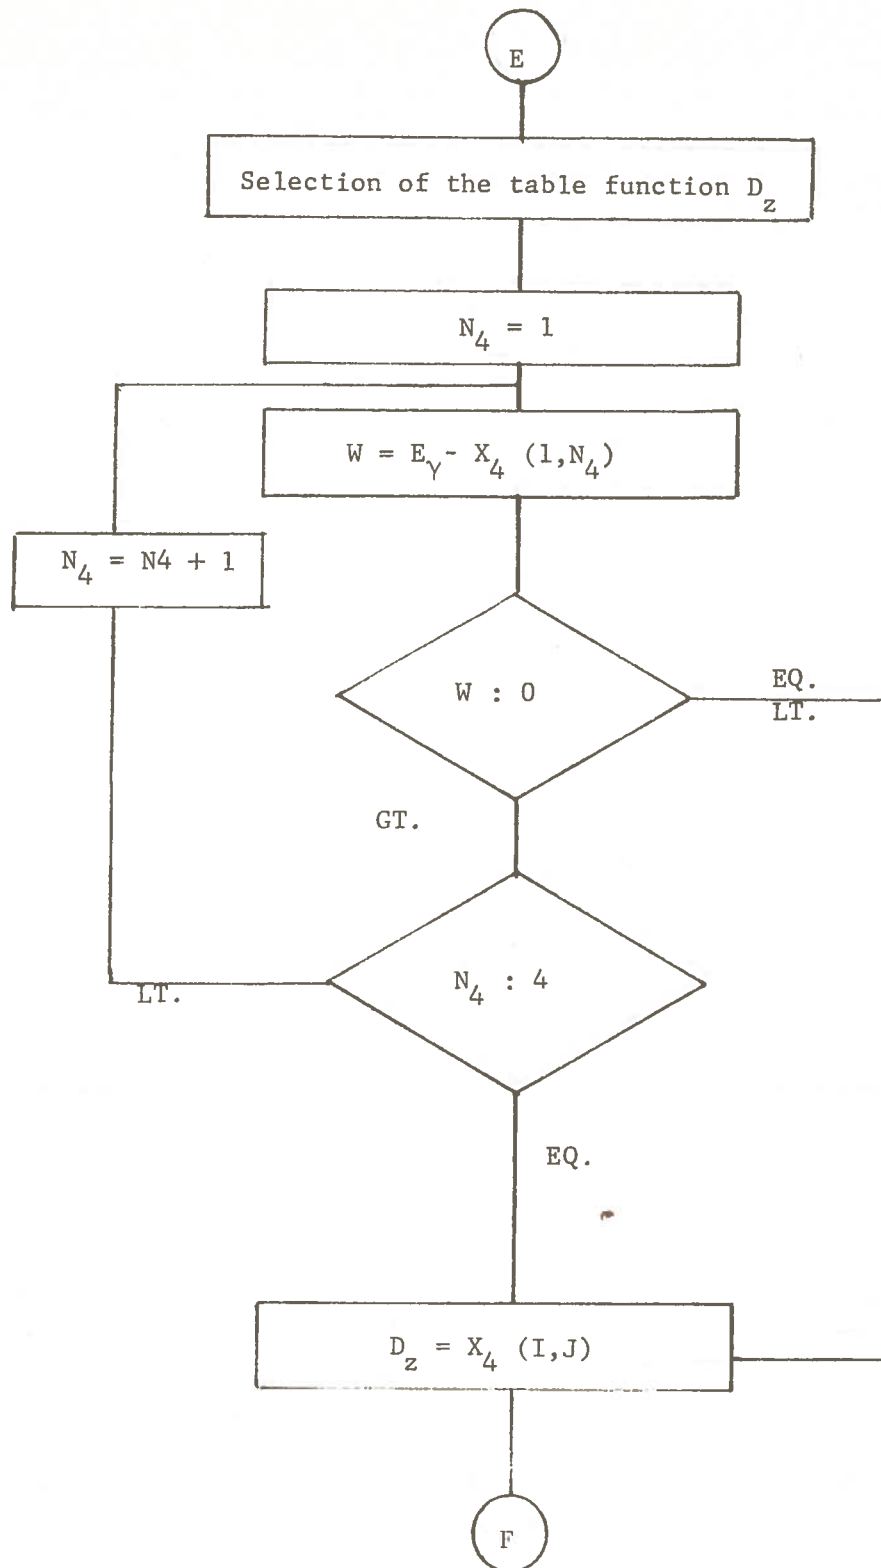 E
Selection of the table function D_z
N_4 = 1
W = E_γ - X_4 (1,N_4)
N_4 = N4 + 1
W : 0
EQ.
LT.
GT.
N_4 : 4
LT.
EQ.
D_z = X_4 (I,J)
F